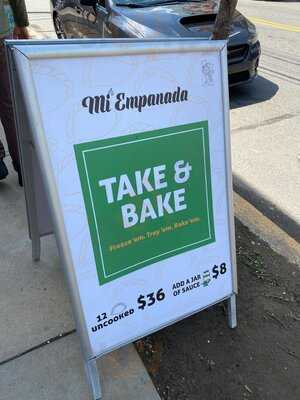 Mi Empanada
TAKE &
BAKE
Freeze 'em. Tray 'em. Bake 'em.
12
UNCOOKED
$36
ADD A JAR
OF SAUCE
$8